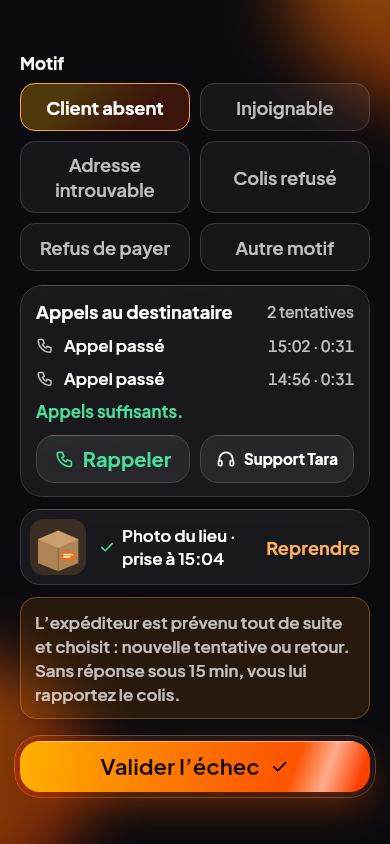 Motif
Client absent
Injoignable
Adresse
introuvable
Colis refusé
Refus de payer
Autre motif
Appels au destinataire
2 tentatives
Appel passé
15:02 · 0:31
Appel passé
14:56 · 0:31
Appels suffisants.
Rappeler
Support Tara
Photo du lieu ·
prise à 15:04
Reprendre
L’expéditeur est prévenu tout de suite
et choisit : nouvelle tentative ou retour.
Sans réponse sous 15 min, vous lui
rapportez le colis.
Valider l’échec